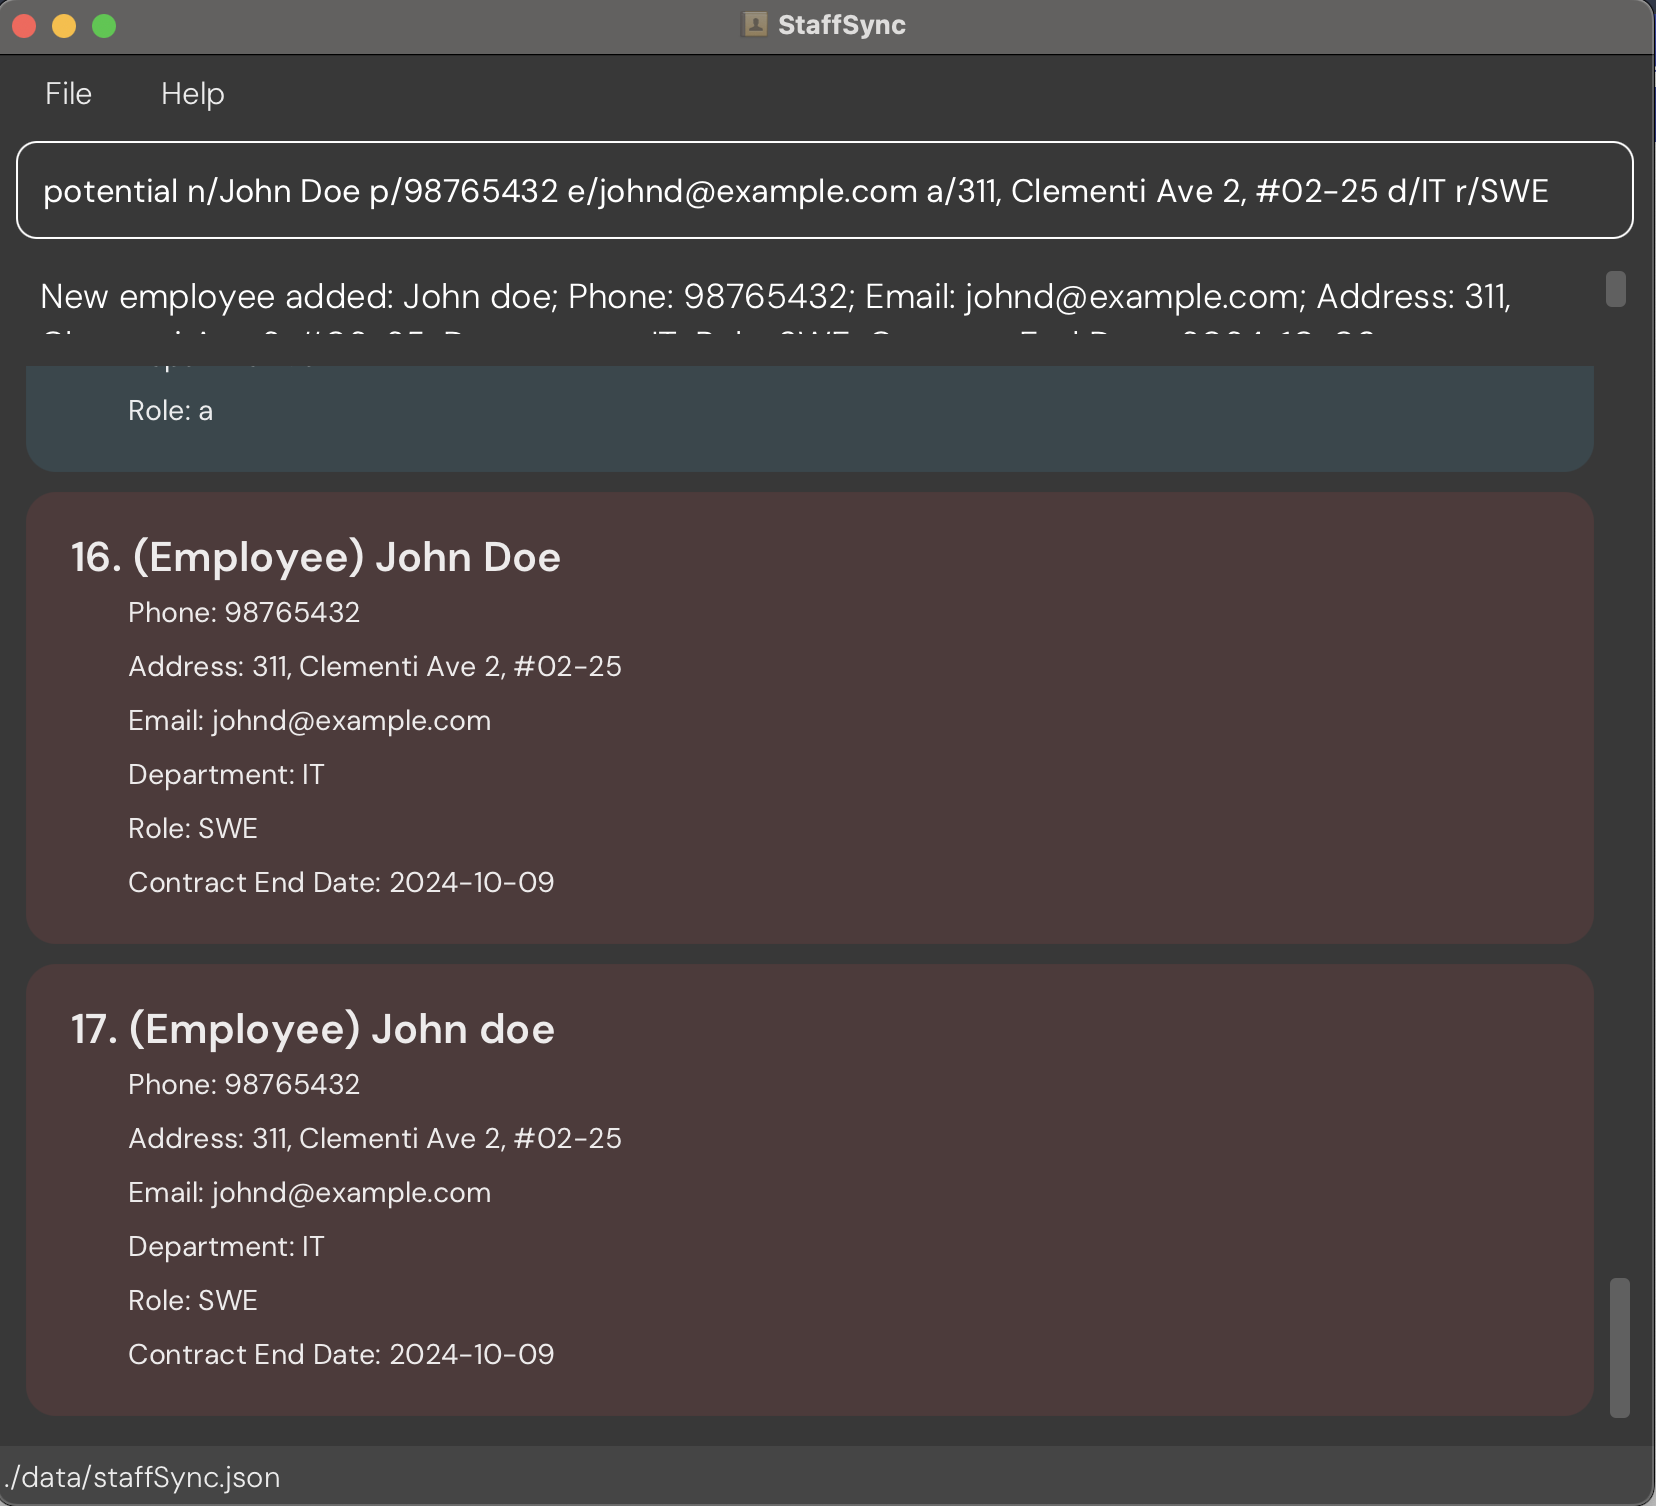 StaffSync
File Help
potential n/John Doe p/98765432 e/johnd@example.com a/311, Clementi Ave 2, #02-25 d/IT r/SWE
New employee added: John doe; Phone: 98765432; Email: johnd@example.com; Address: 311,
Role: a
16. (Employee) John Doe
Phone: 98765432
Address: 311, Clementi Ave 2, #02-25
Email: johnd@example.com
Department: IT
Role: SWE
Contract End Date: 2024-10-09
17. (Employee) John doe
Phone: 98765432
Address: 311, Clementi Ave 2, #02-25
Email: johnd@example.com
Department: IT
Role: SWE
Contract End Date: 2024-10-09
./data/staffSync.json